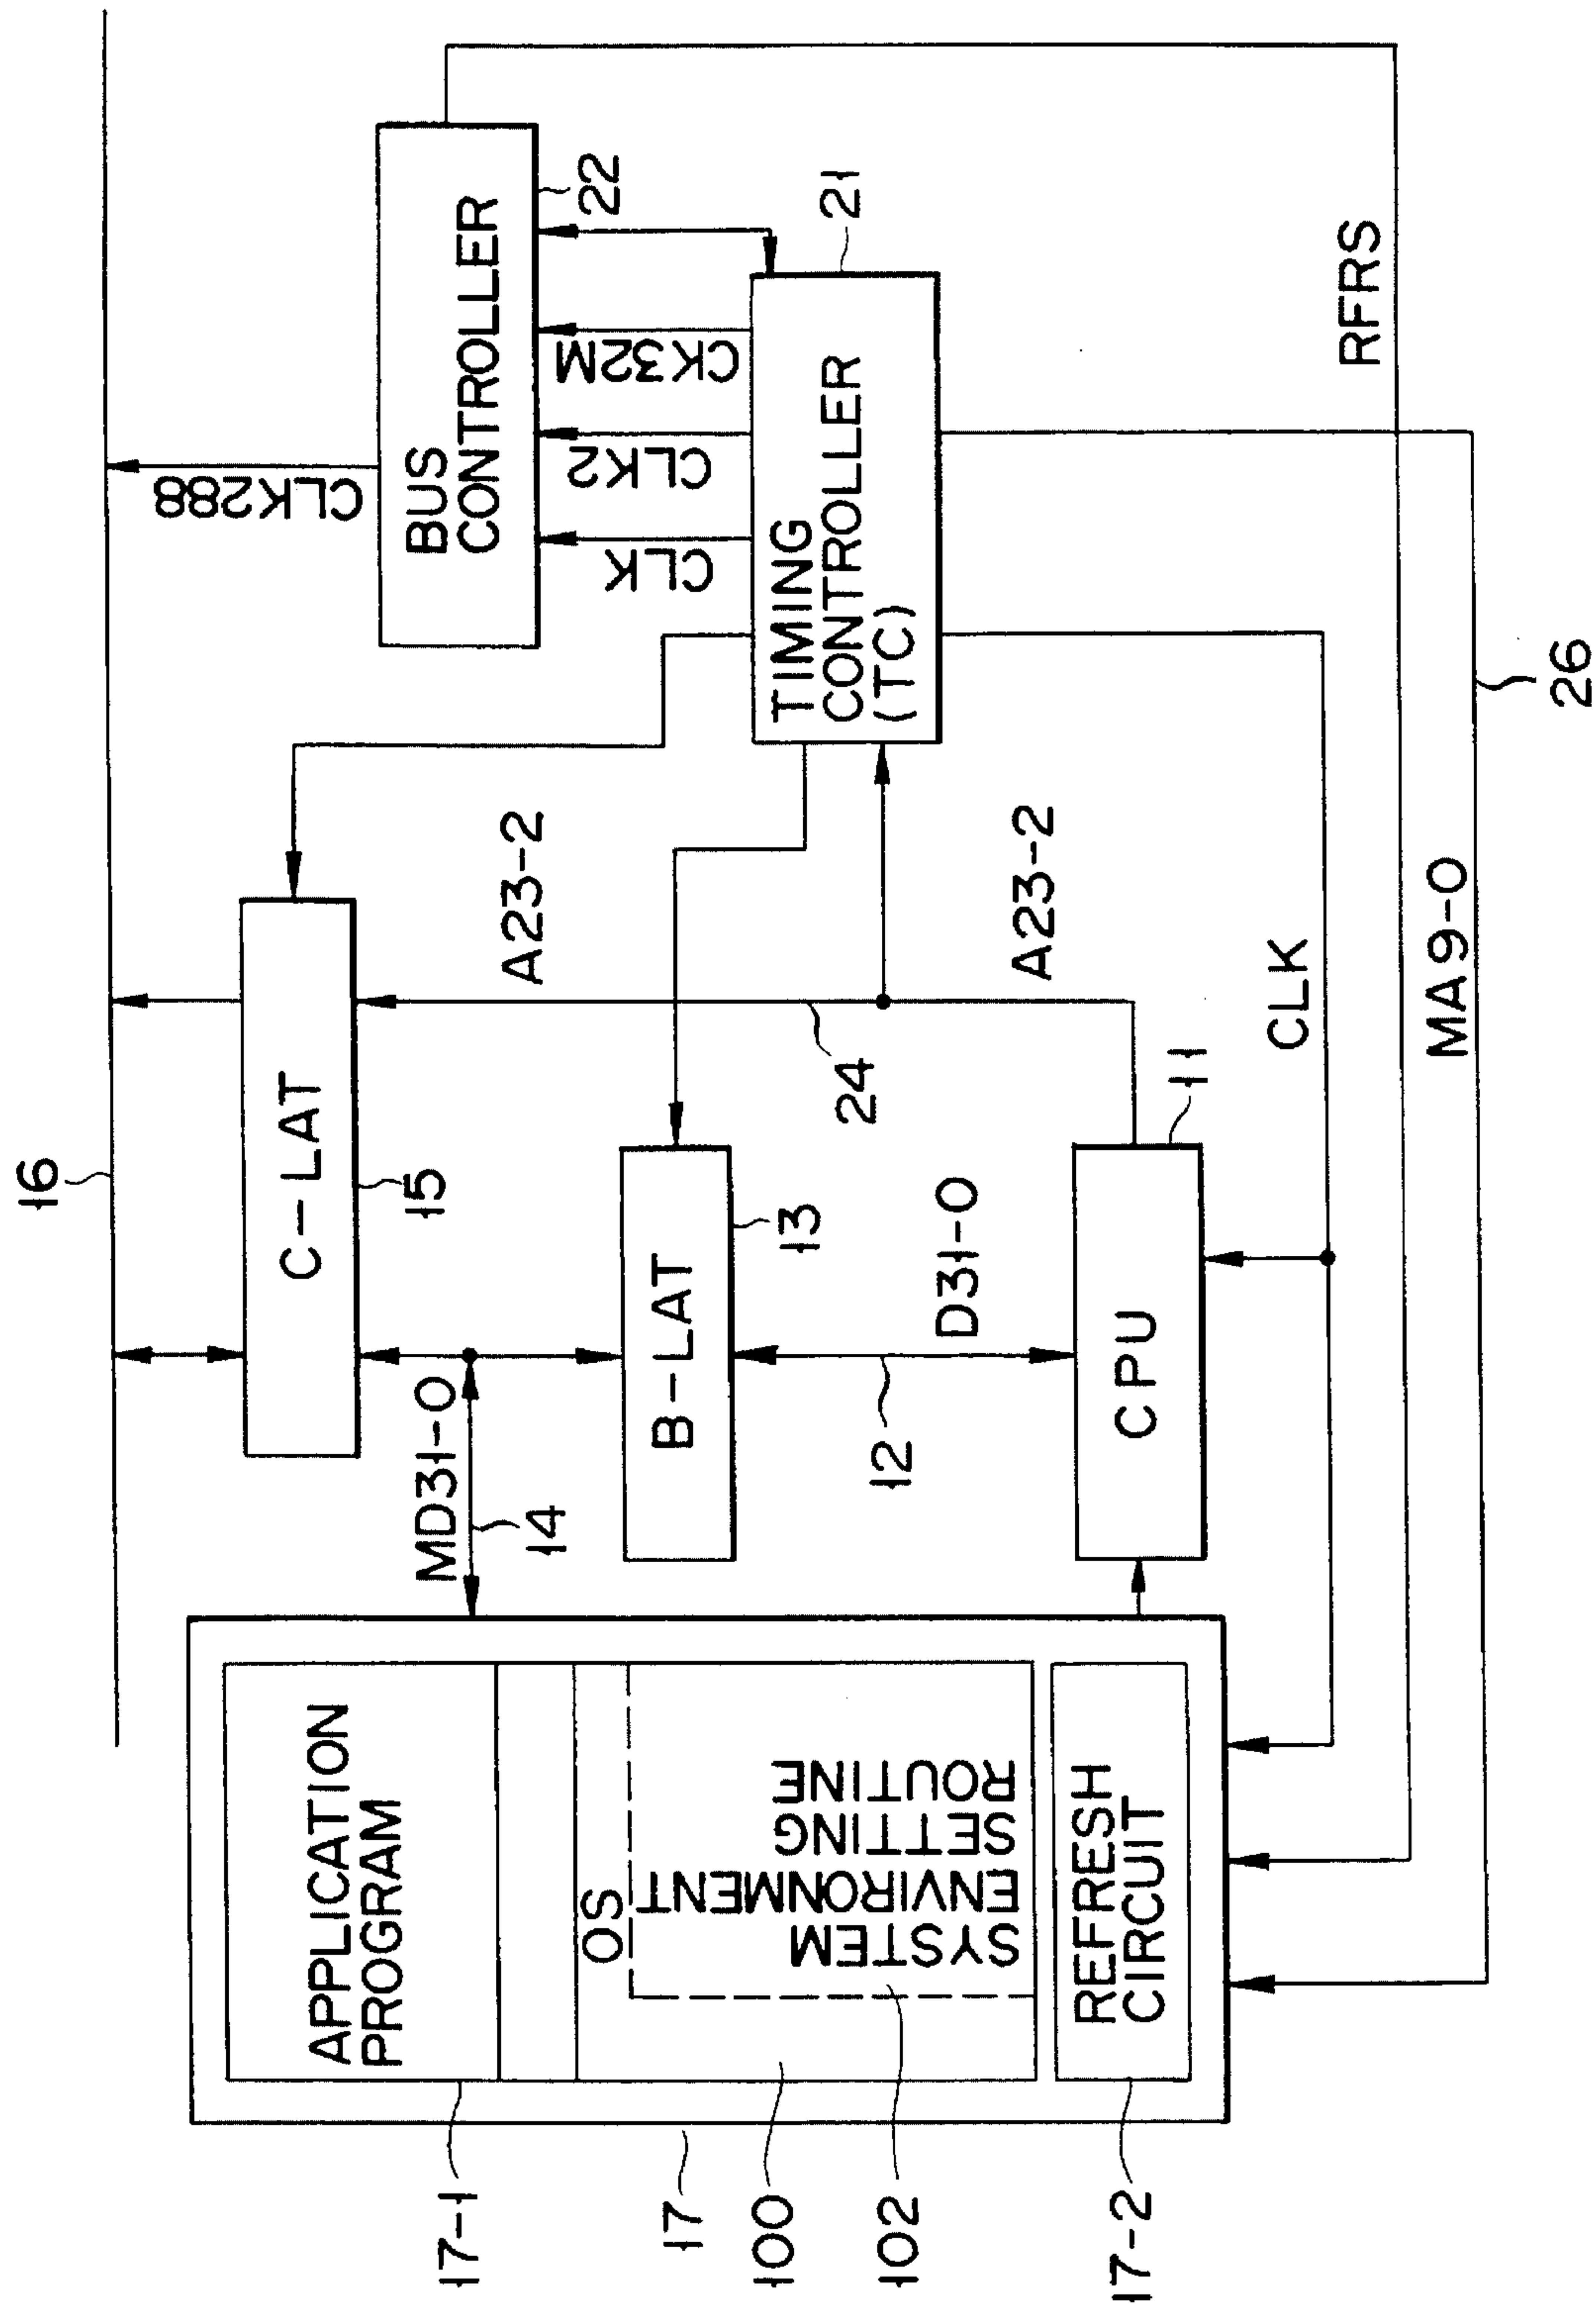 16
CLK288
BUS
CONTROLLER
22
C-LAT
15
A23-2
CLK
CLK2
CK32M
MD31-0
14
B-LAT
13
24
TIMING
CONTROLLER
(TC)
21
12
D31-0
A23-2
CPU
11
CLK
RFRS
MA9-0
26
APPLICATION
PROGRAM
OS
SYSTEM
ENVIRONMENT
SETTING
ROUTINE
REFRESH
CIRCUIT
17-1
17
100
102
17-2